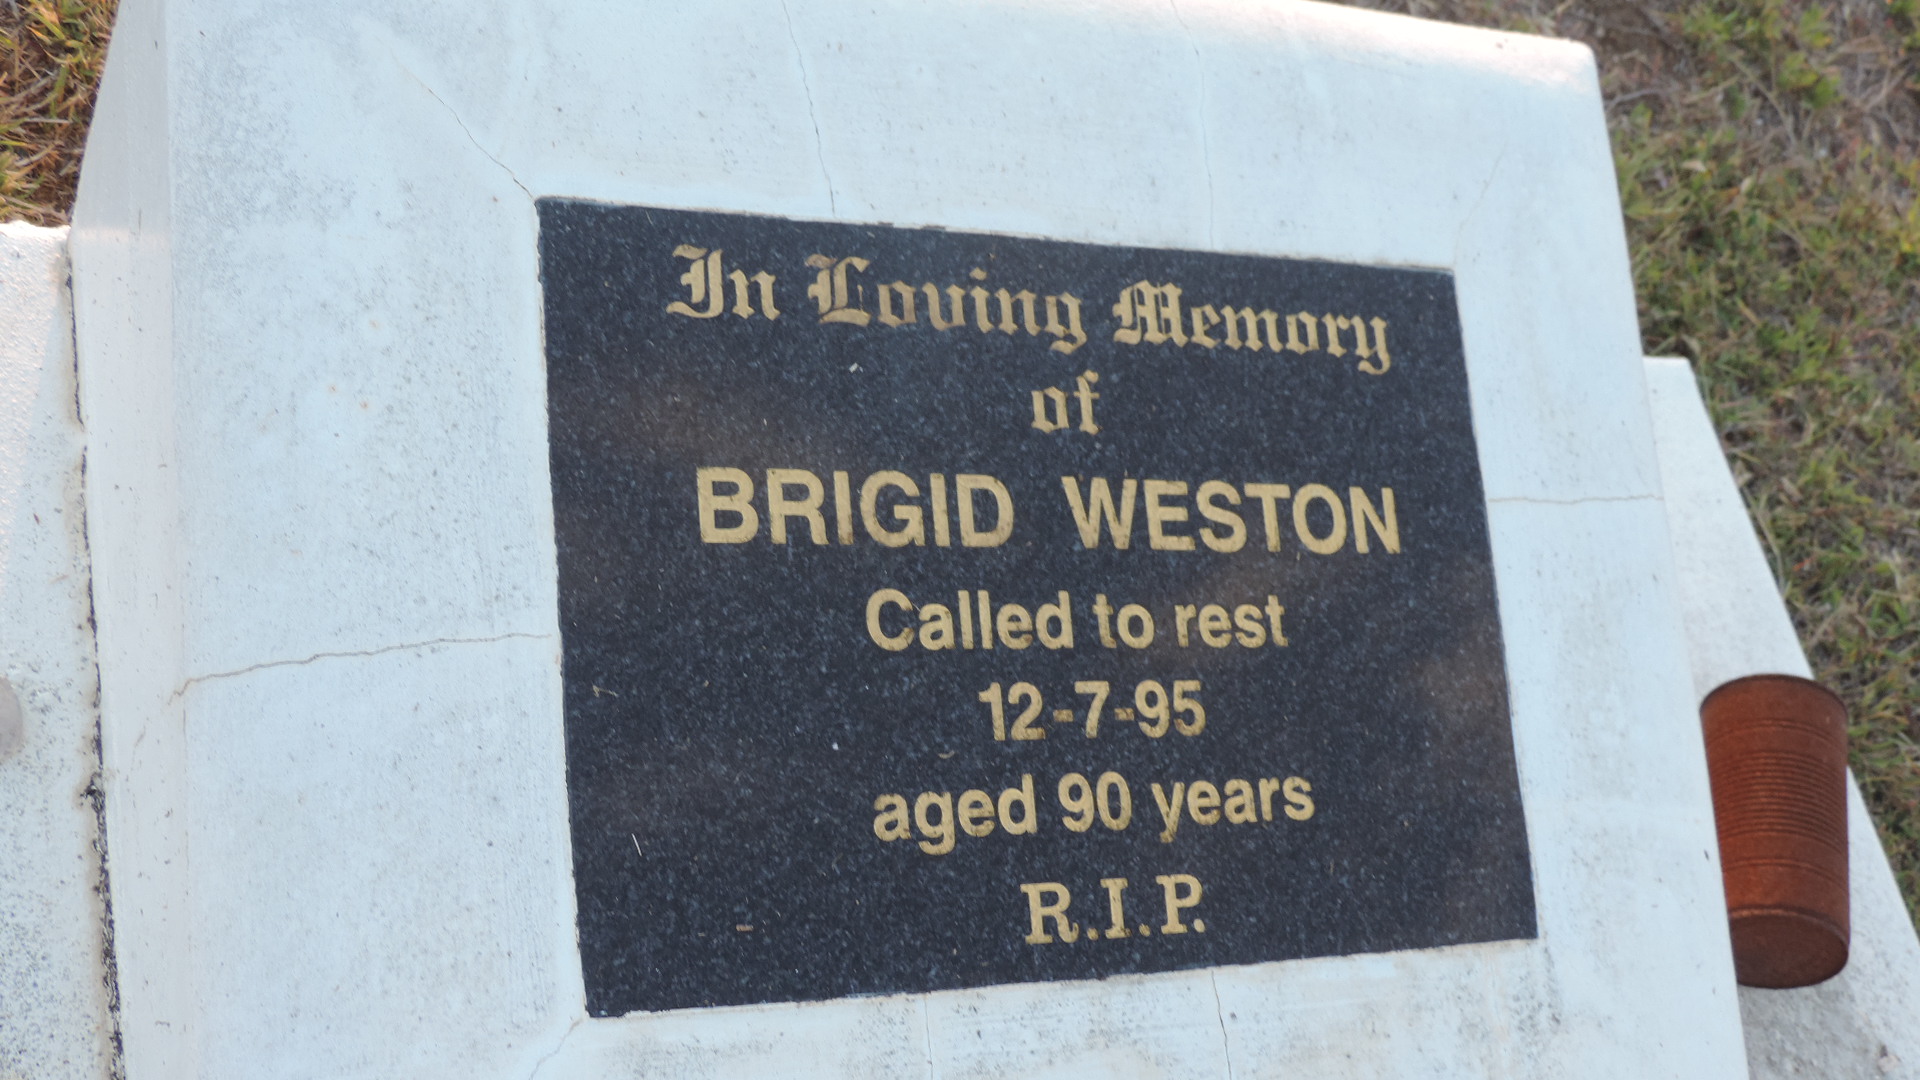 In Loving Memory
of
BRIGID WESTON
Called to rest
12-7-95
aged 90 years
R.I.P.